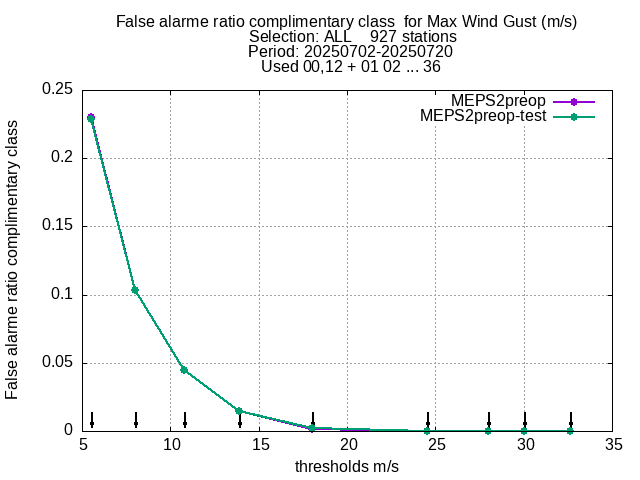 False alarme ratio complimentary class  for Max Wind Gust (m/s)
Selection: ALL    927 stations
Period: 20250702-20250720
Used 00,12 + 01 02 ... 36
MEPS2preop
MEPS2preop-test
0.25
0.2
0.15
0.1
0.05
0
False alarme ratio complimentary class
5 10 15 20 25 30 35
thresholds m/s